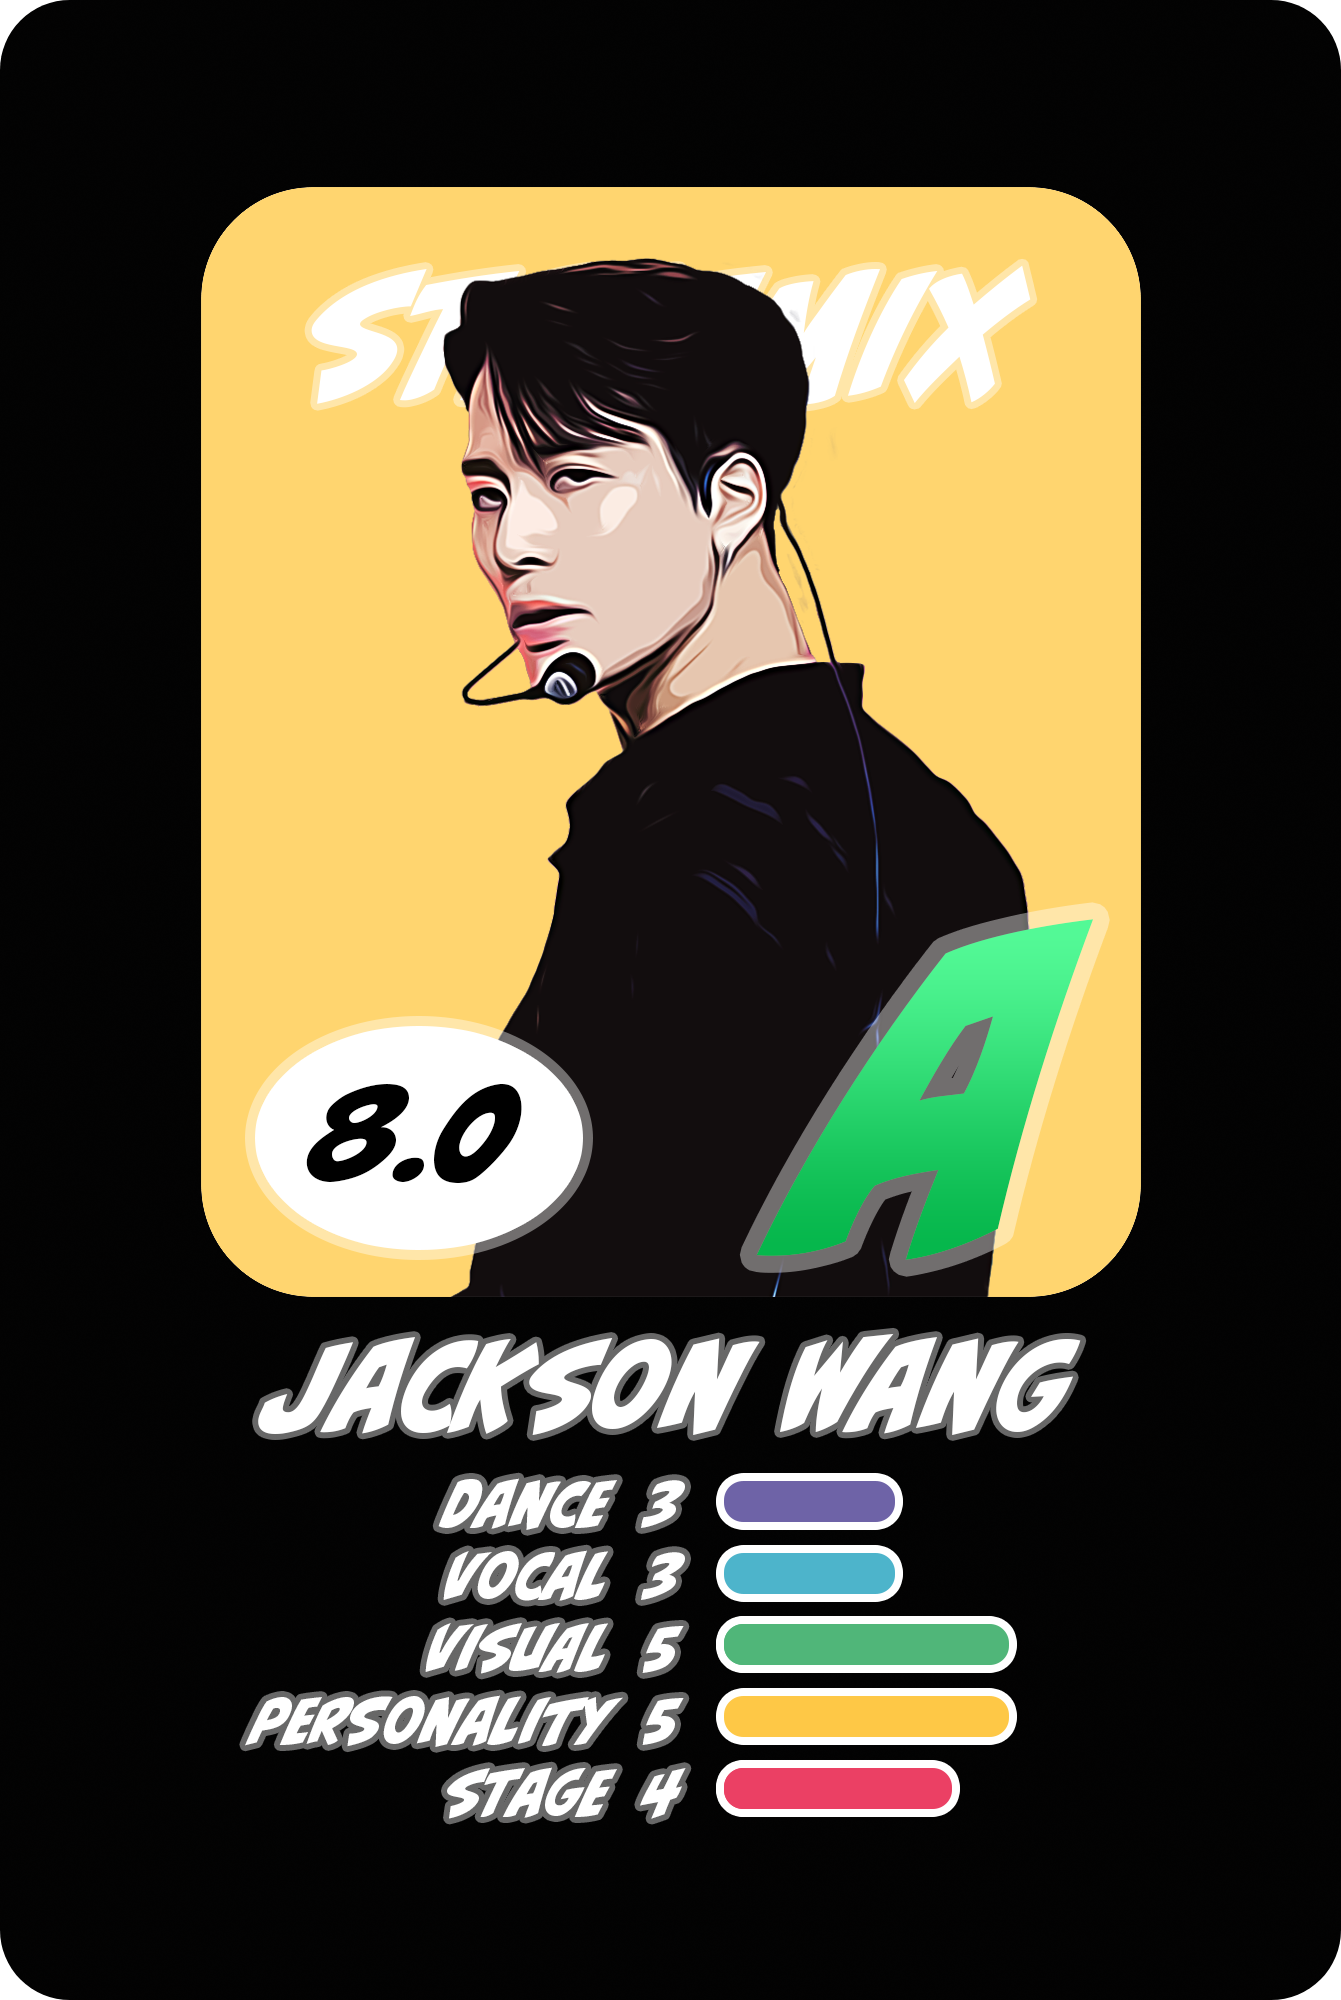 8.0
A
JACKSON WANG
DANCE 3
VOCAL 3
VISUAL 5
PERSONALITY 5
STAGE 4